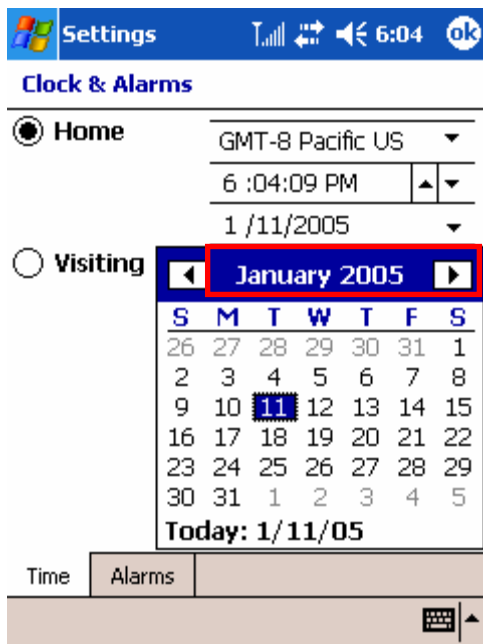 Settings 6:04 ok
Clock & Alarms
Home GMT-8 Pacific US
6 :04:09 PM
1 /11/2005
Visiting January 2005
S M T W T F S
26 27 28 29 30 31 1
2 3 4 5 6 7 8
9 10 11 12 13 14 15
16 17 18 19 20 21 22
23 24 25 26 27 28 29
30 31 1 2 3 4 5
Today: 1/11/05
Time Alarms